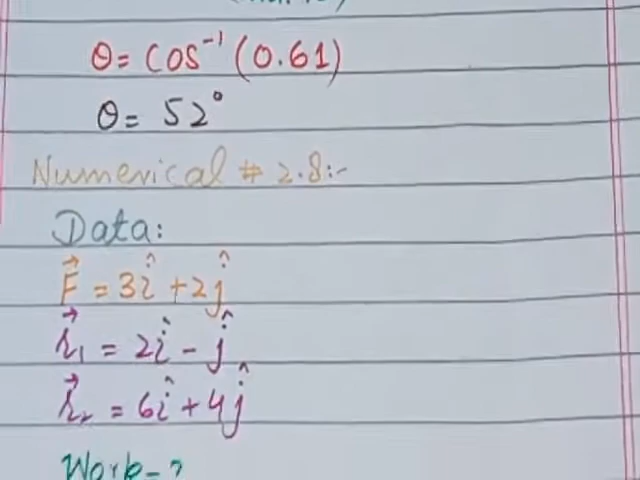 θ = COS⁻¹ (0.61)
θ = 52°
Numerical # 2.8:-
Data:
F⃗ = 3î + 2ĵ
r⃗₁ = 2î - ĵ
r⃗₂ = 6î + 4ĵ
Work - ?